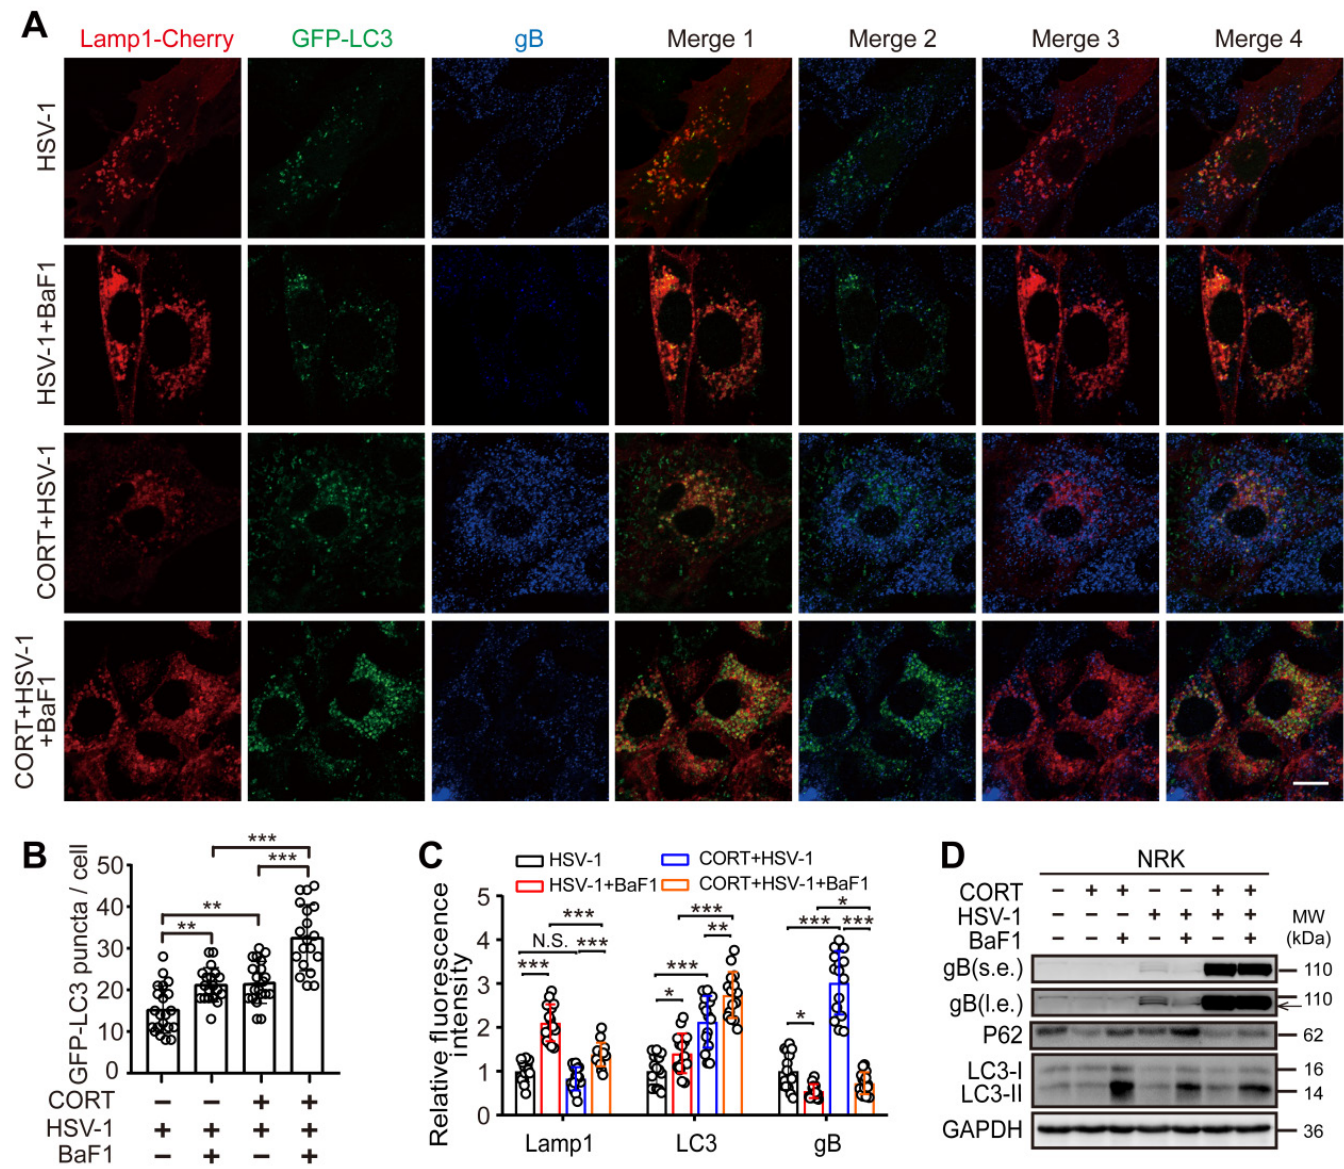 A
Lamp1-Cherry GFP-LC3 gB Merge 1 Merge 2 Merge 3 Merge 4
HSV-1
HSV-1+BaF1
CORT+HSV-1
CORT+HSV-1
+BaF1
B
GFP-LC3 puncta / cell
50
40
30
20
10
0
***
***
**
**
CORT – – + +
HSV-1 + + + +
BaF1 – + – +
C
HSV-1 CORT+HSV-1
HSV-1+BaF1 CORT+HSV-1+BaF1
Relative fluorescence
intensity
5
4
3
2
1
0
***
N.S.
***
***
***
**
***
*
*
***
***
*
Lamp1 LC3 gB
D
NRK
CORT – + + – – + +
HSV-1 – – – + + + + MW
BaF1 – – + – + – + (kDa)
gB(s.e.) 110
gB(l.e.) 110
P62 62
LC3-I 16
LC3-II 14
GAPDH 36